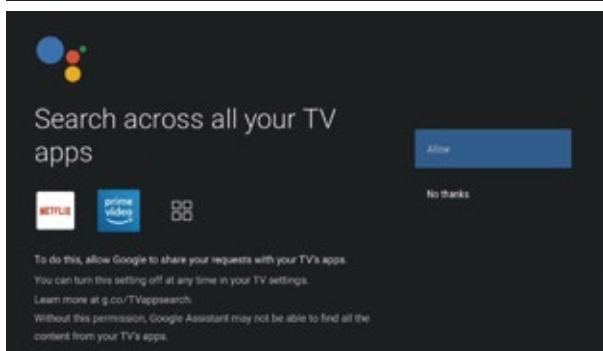 Search across all your TV
apps
NETFLIX
prime
video
To do this, allow Google to share your requests with your TV's apps.
You can turn this setting off at any time in your TV settings.
Learn more at g.co/TVappsearch.
Without this permission, Google Assistant may not be able to find all the
content from your TV's apps.
Allow
No thanks